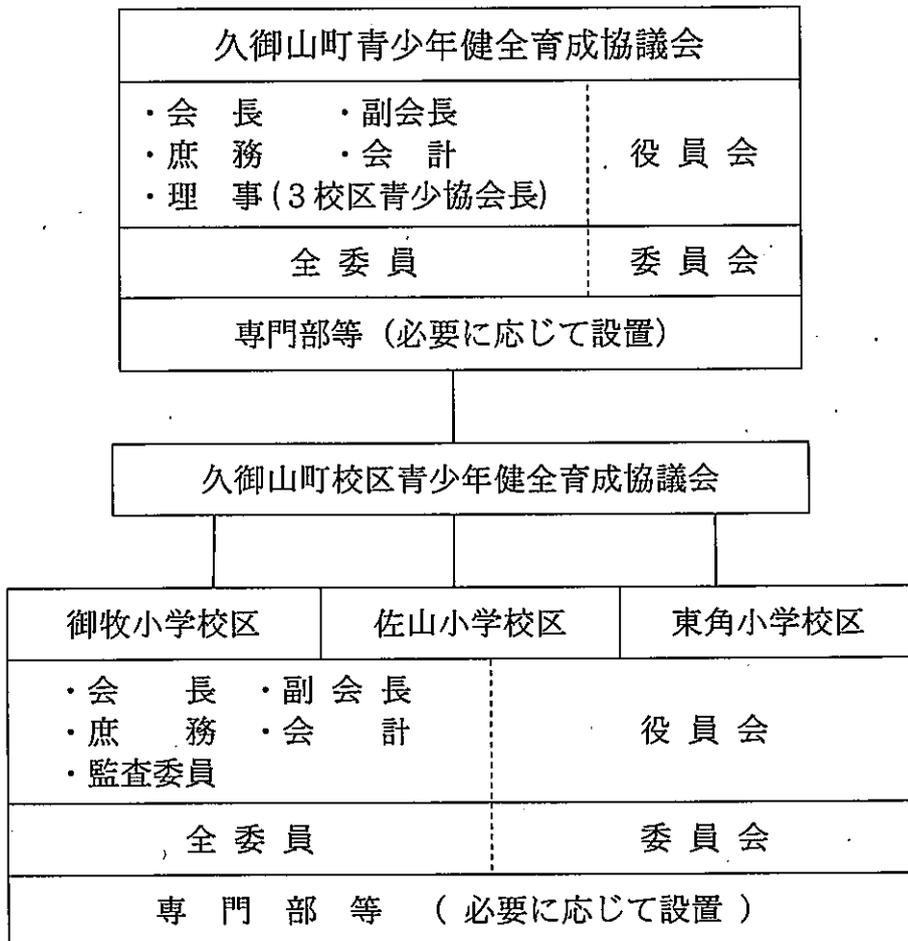 久御山町青少年健全育成協議会
・会　長　・副会長
・庶　務　・会　計
・理　事(3校区青少協会長)
役員会
全委員　委員会
専門部等（必要に応じて設置）
久御山町校区青少年健全育成協議会
御牧小学校区　佐山小学校区　東角小学校区
・会　長　・副会長
・庶　務　・会　計
・監査委員
役員会
全委員　委員会
専門部等（必要に応じて設置）